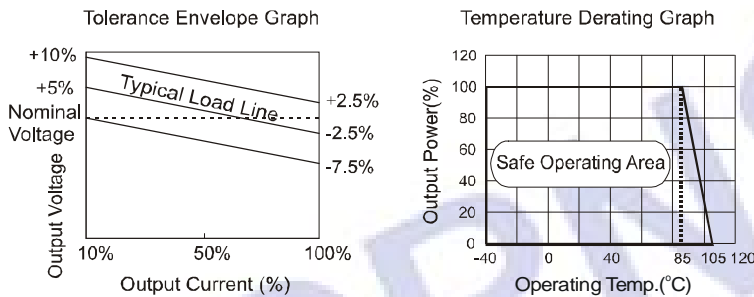 Tolerance Envelope Graph
+10%
+5%
Nominal
Voltage
Typical Load Line
+2.5%
-2.5%
-7.5%
Output Voltage
10%
50%
100%
Output Current (%)
Temperature Derating Graph
120
100
80
60
40
20
0
Output Power(%)
Safe Operating Area
-40
0
40
85
105
120
Operating Temp.(°C)